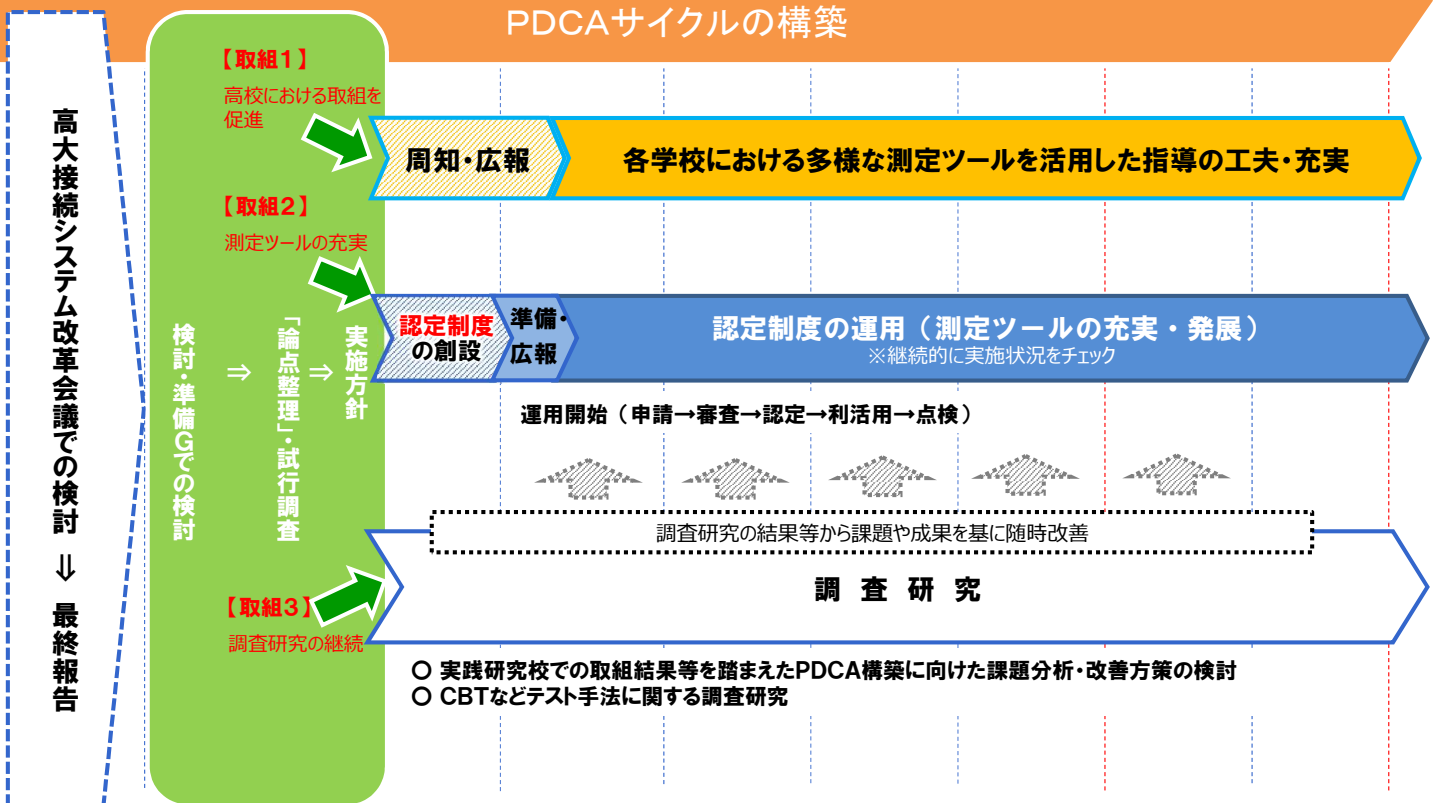 PDCAサイクルの構築
高大接続システム改革会議での検討 ⇓ 最終報告
検討・準備Gでの検討
⇒
「論点整理」・試行調査
⇒
実施方針
【取組1】
高校における取組を
促進
周知・広報
各学校における多様な測定ツールを活用した指導の工夫・充実
【取組2】
測定ツールの充実
認定制度
の創設
準備・
広報
認定制度の運用（測定ツールの充実・発展）
※継続的に実施状況をチェック
運用開始（申請→審査→認定→利活用→点検）
調査研究の結果等から課題や成果を基に随時改善
調 査 研 究
【取組3】
調査研究の継続
○ 実践研究校での取組結果等を踏まえたPDCA構築に向けた課題分析・改善方策の検討
○ CBTなどテスト手法に関する調査研究